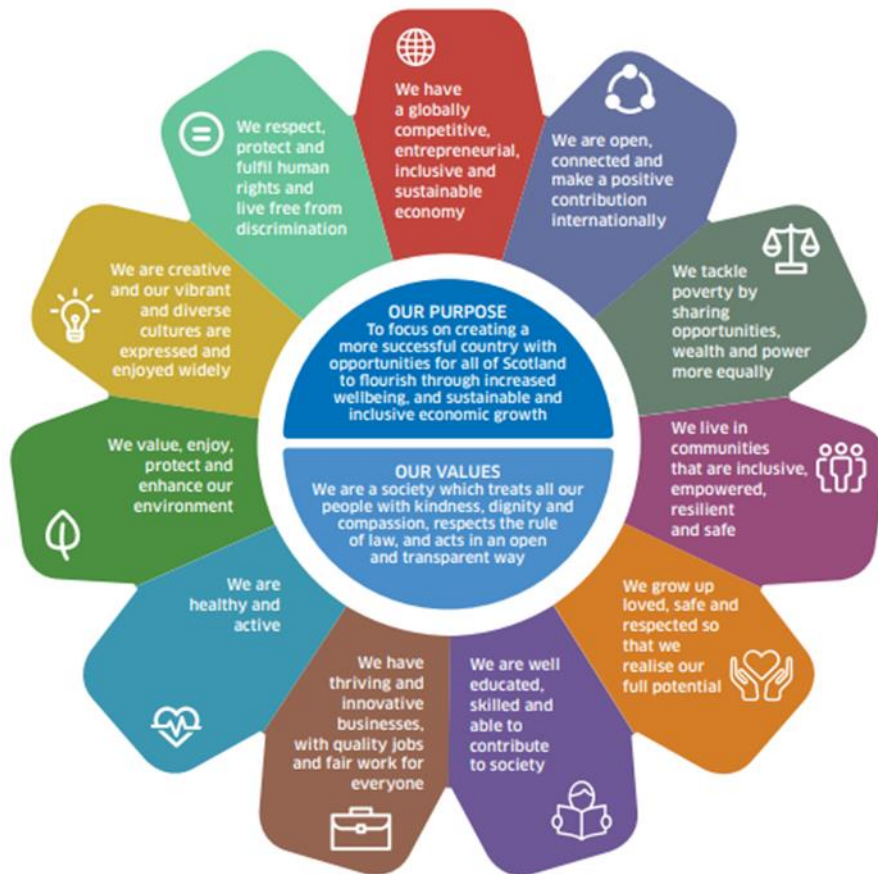 We have
a globally
competitive,
entrepreneurial,
inclusive and
sustainable
economy
We are open,
connected and
make a positive
contribution
internationally
We tackle
poverty by
sharing
opportunities,
wealth and power
more equally
We live in
communities
that are inclusive,
empowered,
resilient
and safe
We grow up
loved, safe and
respected so
that we
realise our
full potential
We are well
educated,
skilled and
able to
contribute
to society
We have
thriving and
innovative
businesses,
with quality jobs
and fair work for
everyone
We are
healthy and
active
We value, enjoy,
protect and
enhance our
environment
We are creative
and our vibrant
and diverse
cultures are
expressed and
enjoyed widely
We respect,
protect and
fulfil human
rights and
live free from
discrimination
OUR PURPOSE
To focus on creating a
more successful country with
opportunities for all of Scotland
to flourish through increased
wellbeing, and sustainable and
inclusive economic growth
OUR VALUES
We are a society which treats all our
people with kindness, dignity and
compassion, respects the rule
of law, and acts in an open
and transparent way